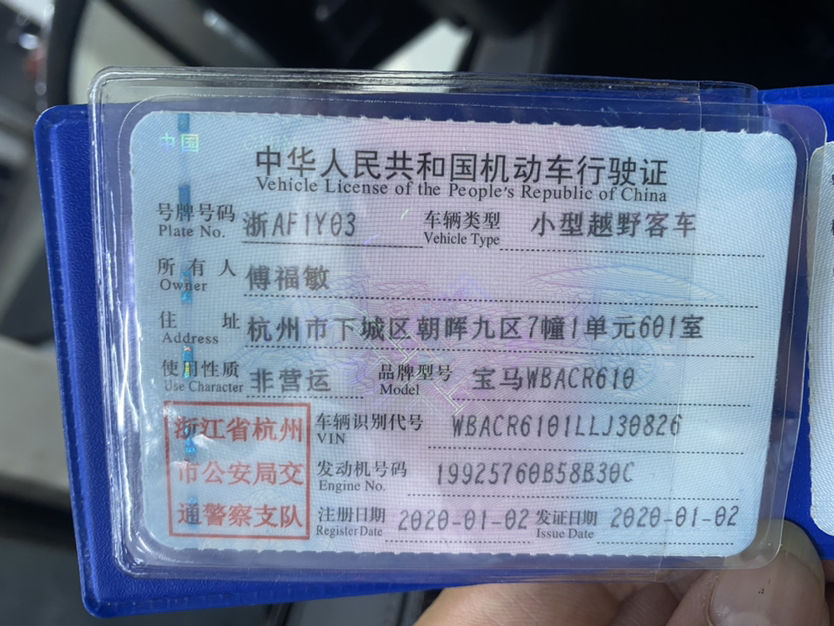 中国
中华人民共和国机动车行驶证
Vehicle License of the People's Republic of China
号牌号码 浙AF1Y03 车辆类型 小型越野客车
Plate No. Vehicle Type
所有人 傅福敏
Owner
住址 杭州市下城区朝晖九区7幢1单元601室
Address
使用性质 非营运 品牌型号 宝马WBACR610
Use Character Model
浙江省杭州 车辆识别代号 WBACR6101LLJ30826
VIN
市公安局交 发动机号码 19925760B58B30C
Engine No.
通警察支队 注册日期 2020-01-02 发证日期 2020-01-02
Register Date Issue Date